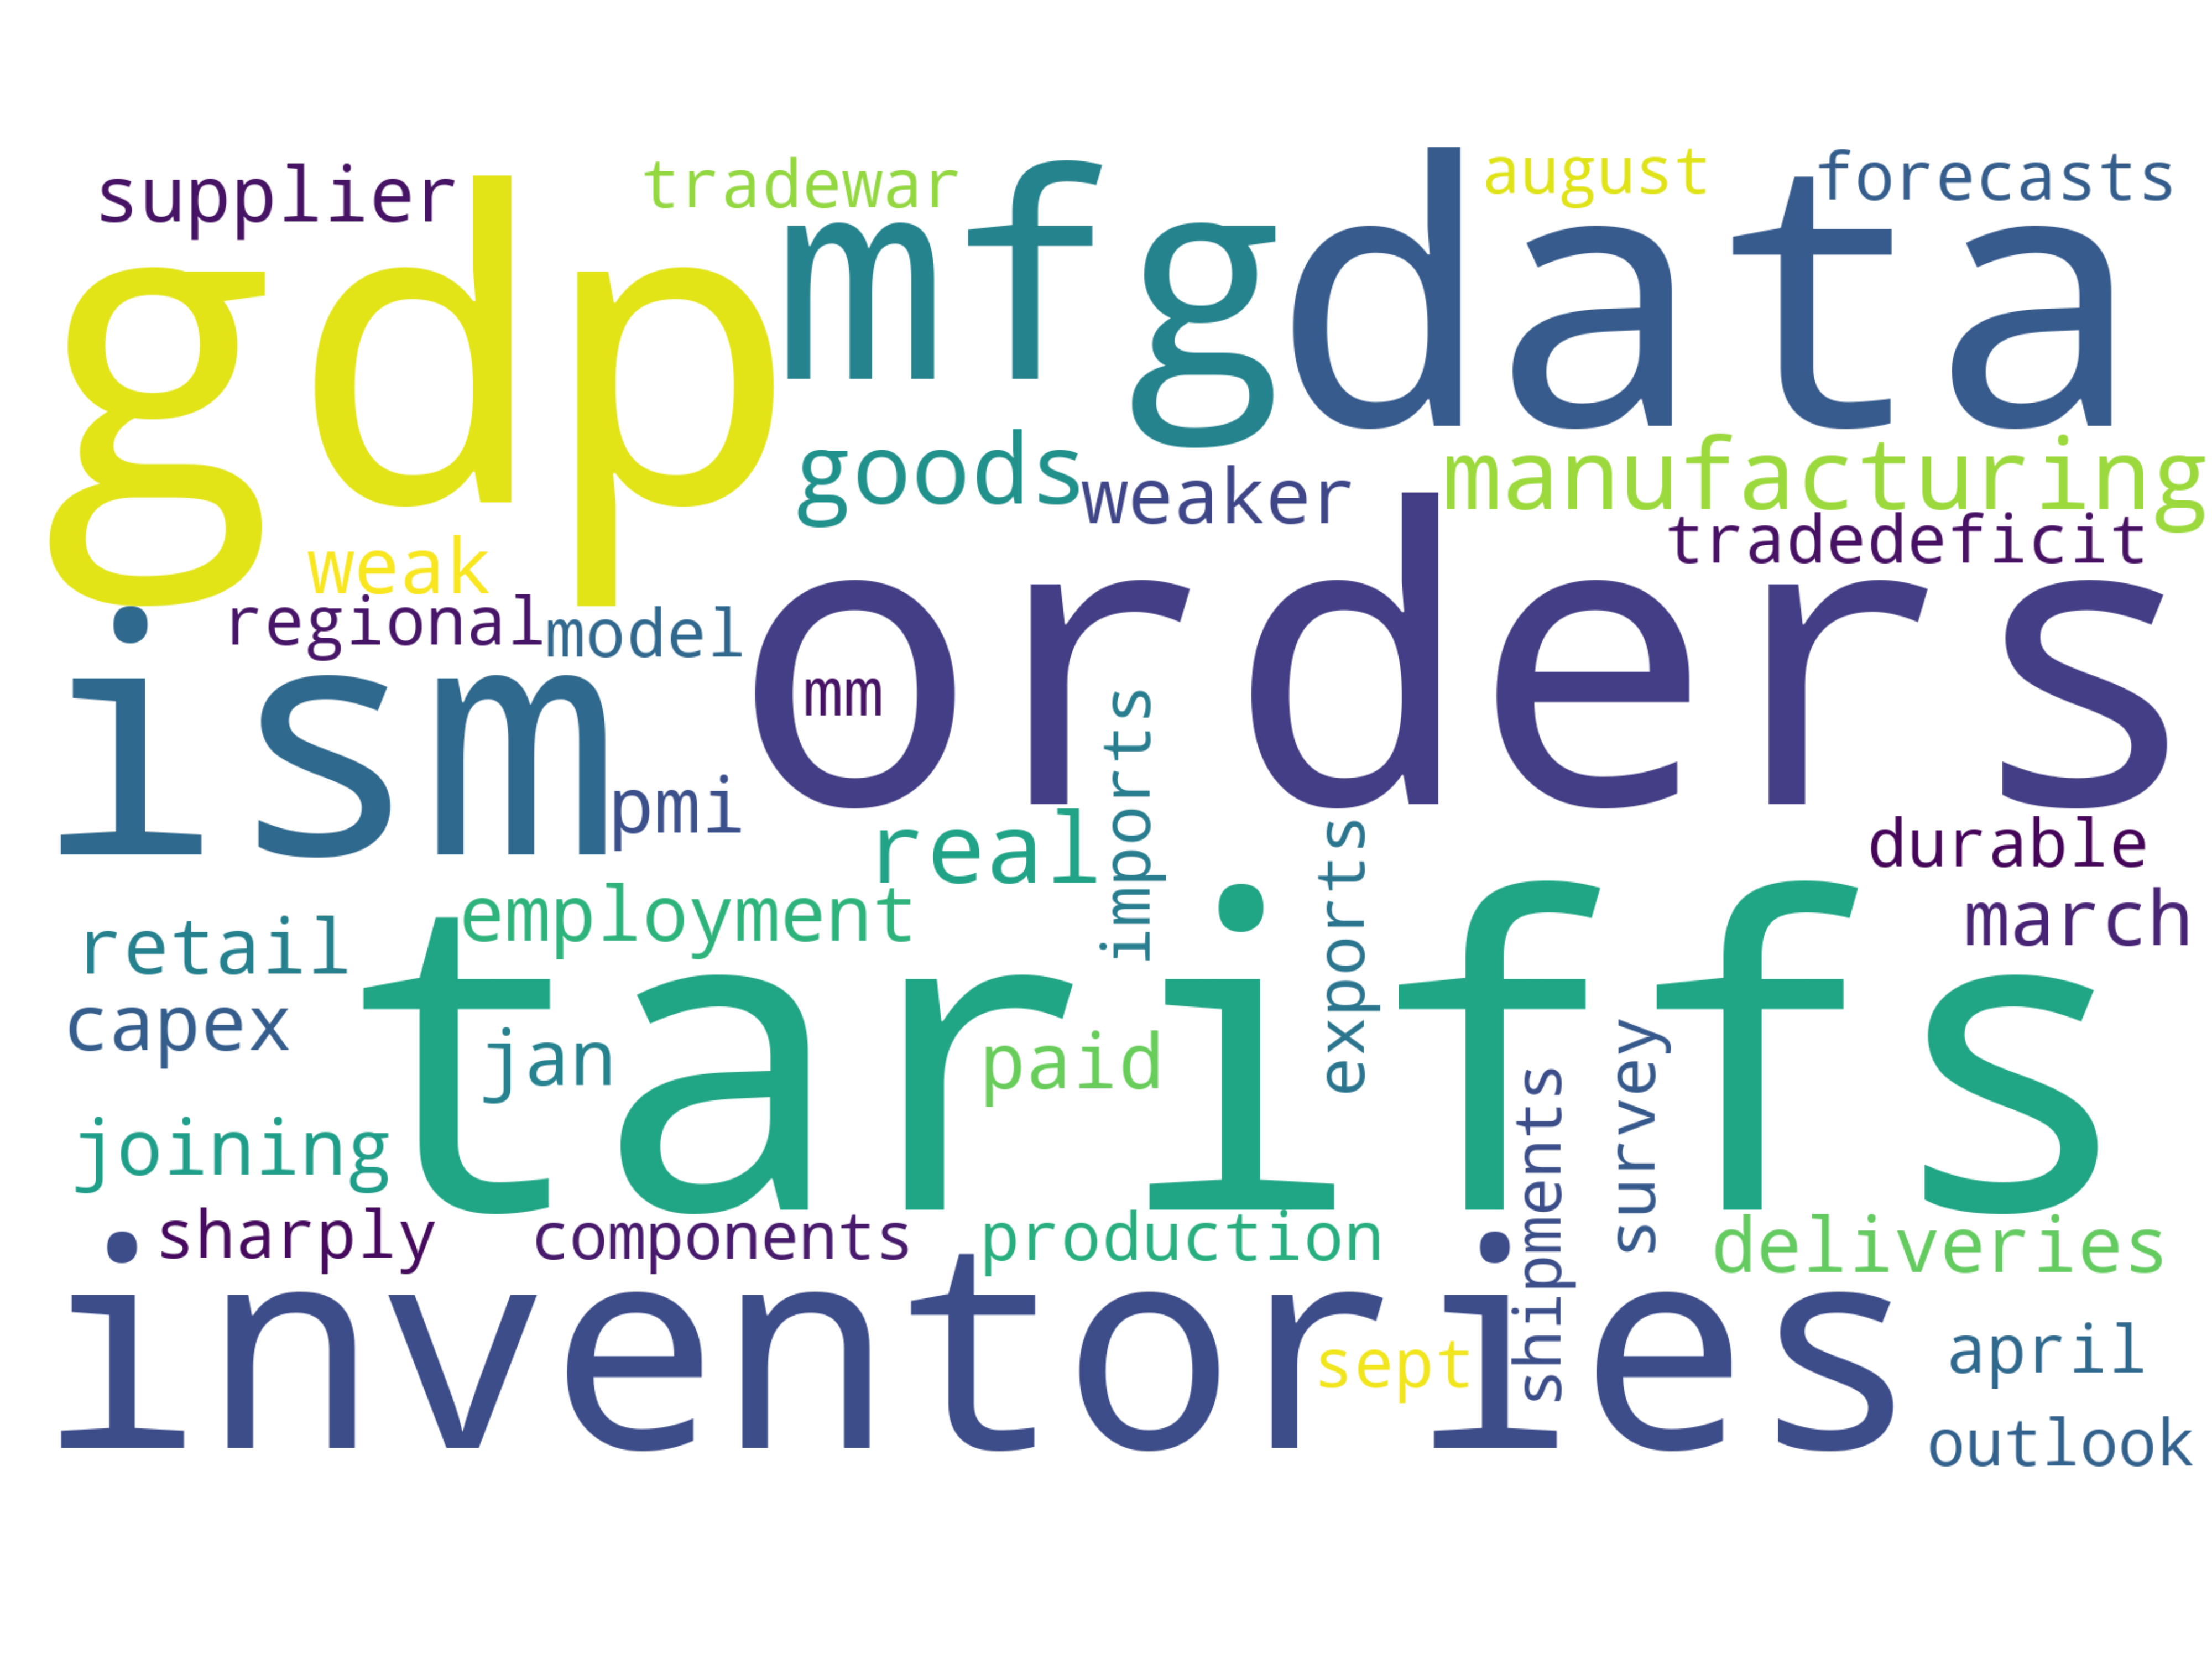 supplier
tradewar
august
forecasts
gdp
mfg
data
goods
weaker
manufacturing
tradedeficit
weak
regional
model
ism
orders
mm
imports
pmi
real
exports
durable
employment
march
retail
tariffs
capex
jan
paid
survey
shipments
joining
sharply
components
production
deliveries
inventories
sept
april
outlook